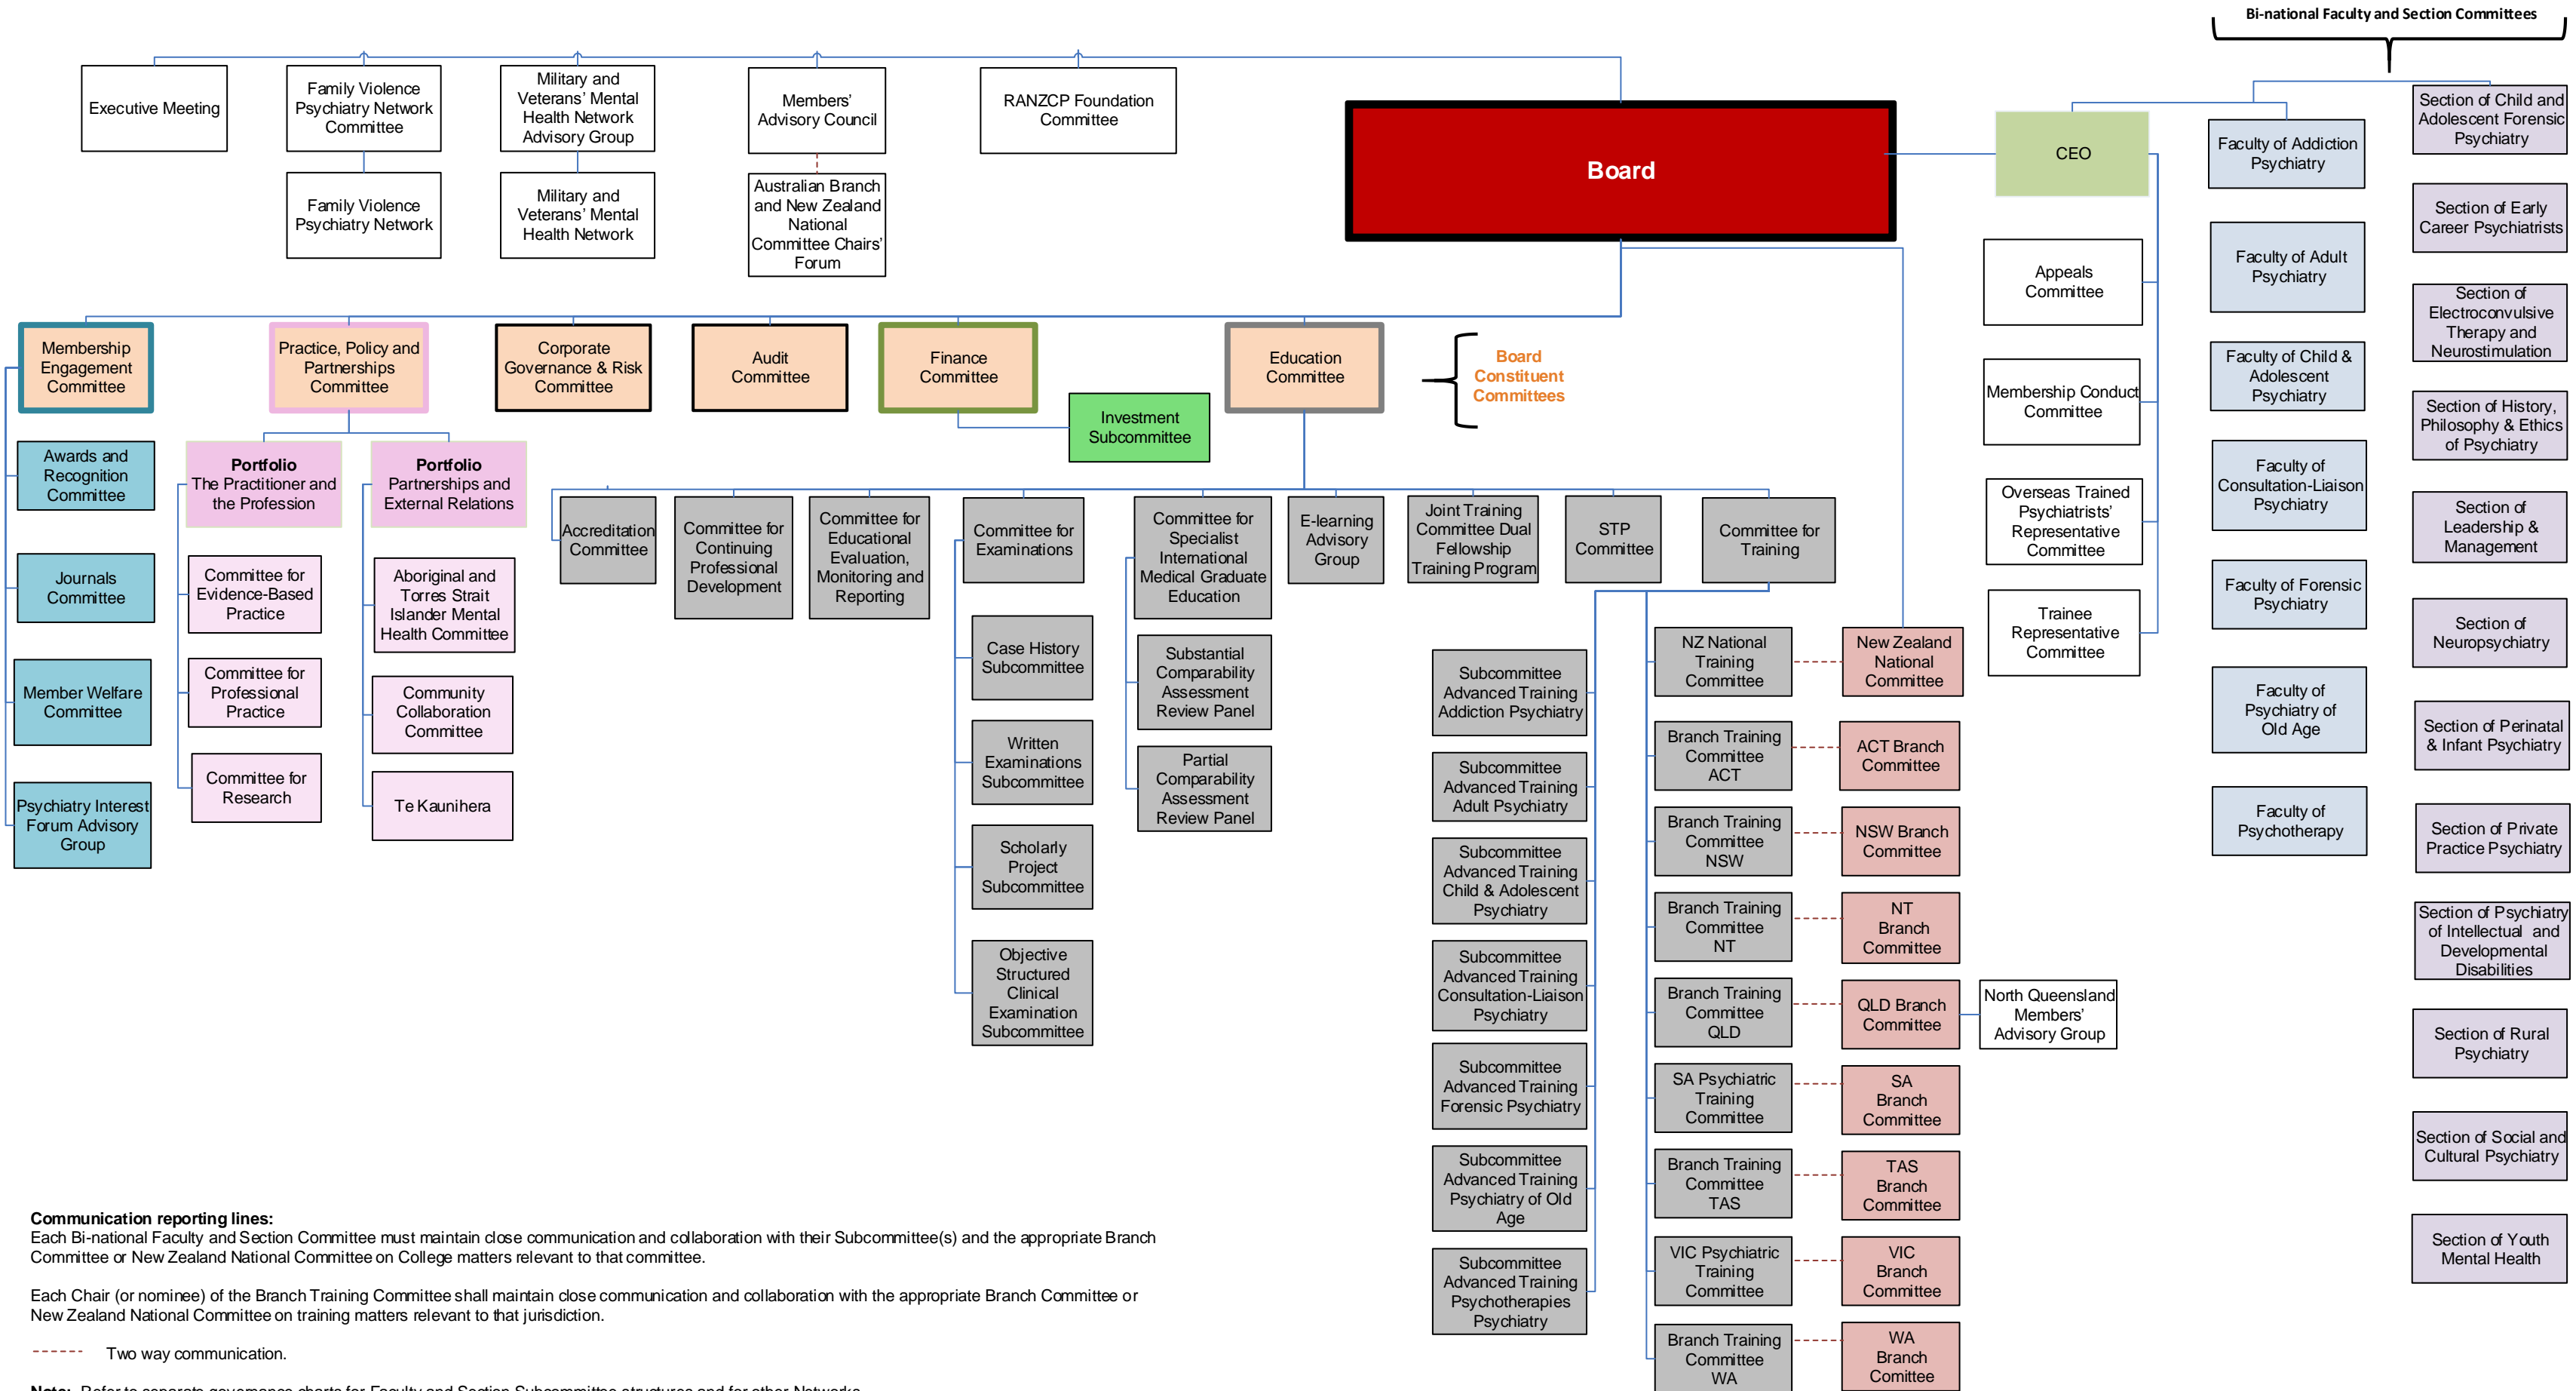 Bi-national Faculty and Section Committees
Executive Meeting
Family Violence
Psychiatry Network
Committee
Military and
Veterans’ Mental
Health Network
Advisory Group
Members’
Advisory Council
RANZCP Foundation
Committee
Family Violence
Psychiatry Network
Military and
Veterans’ Mental
Health Network
Australian Branch
and New Zealand
National
Committee Chairs’
Forum
Board
CEO
Appeals
Committee
Membership Conduct
Committee
Overseas Trained
Psychiatrists’
Representative
Committee
Trainee
Representative
Committee
Faculty of Addiction
Psychiatry
Faculty of Adult
Psychiatry
Faculty of Child &
Adolescent
Psychiatry
Faculty of
Consultation-Liaison
Psychiatry
Faculty of Forensic
Psychiatry
Faculty of
Psychiatry of
Old Age
Faculty of
Psychotherapy
Section of Child and
Adolescent Forensic
Psychiatry
Section of Early
Career Psychiatrists
Section of
Electroconvulsive
Therapy and
Neurostimulation
Section of History,
Philosophy & Ethics
of Psychiatry
Section of
Leadership &
Management
Section of
Neuropsychiatry
Section of Perinatal
& Infant Psychiatry
Section of Private
Practice Psychiatry
Section of Psychiatry
of Intellectual and
Developmental
Disabilities
Section of Rural
Psychiatry
Section of Social and
Cultural Psychiatry
Section of Youth
Mental Health
Membership
Engagement
Committee
Practice, Policy and
Partnerships
Committee
Corporate
Governance & Risk
Committee
Audit
Committee
Finance
Committee
Education
Committee
Board
Constituent
Committees
Investment
Subcommittee
Awards and
Recognition
Committee
Journals
Committee
Member Welfare
Committee
Psychiatry Interest
Forum Advisory
Group
Portfolio
The Practitioner and
the Profession
Committee for
Evidence-Based
Practice
Committee for
Professional
Practice
Committee for
Research
Portfolio
Partnerships and
External Relations
Aboriginal and
Torres Strait
Islander Mental
Health Committee
Community
Collaboration
Committee
Te Kaunihera
Accreditation
Committee
Committee for
Continuing
Professional
Development
Committee for
Educational
Evaluation,
Monitoring and
Reporting
Committee for
Examinations
Case History
Subcommittee
Written
Examinations
Subcommittee
Scholarly
Project
Subcommittee
Objective
Structured
Clinical
Examination
Subcommittee
Committee for
Specialist
International
Medical Graduate
Education
Substantial
Comparability
Assessment
Review Panel
Partial
Comparability
Assessment
Review Panel
E-learning
Advisory
Group
Joint Training
Committee Dual
Fellowship
Training Program
STP
Committee
Committee for
Training
Subcommittee
Advanced Training
Addiction Psychiatry
Subcommittee
Advanced Training
Adult Psychiatry
Subcommittee
Advanced Training
Child & Adolescent
Psychiatry
Subcommittee
Advanced Training
Consultation-Liaison
Psychiatry
Subcommittee
Advanced Training
Forensic Psychiatry
Subcommittee
Advanced Training
Psychiatry of Old
Age
Subcommittee
Advanced Training
Psychotherapies
Psychiatry
NZ National
Training
Committee
New Zealand
National
Committee
Branch Training
Committee
ACT
ACT Branch
Committee
Branch Training
Committee
NSW
NSW Branch
Committee
Branch Training
Committee
NT
NT
Branch
Committee
Branch Training
Committee
QLD
QLD Branch
Committee
North Queensland
Members’
Advisory Group
SA Psychiatric
Training
Committee
SA
Branch
Committee
Branch Training
Committee
TAS
TAS
Branch
Committee
VIC Psychiatric
Training
Committee
VIC
Branch
Committee
Branch Training
Committee
WA
WA
Branch
Comittee
Communication reporting lines:
Each Bi-national Faculty and Section Committee must maintain close communication and collaboration with their Subcommittee(s) and the appropriate Branch
Committee or New Zealand National Committee on College matters relevant to that committee.
Each Chair (or nominee) of the Branch Training Committee shall maintain close communication and collaboration with the appropriate Branch Committee or
New Zealand National Committee on training matters relevant to that jurisdiction.
Two way communication.
Note: Refer to separate governance charts for Faculty and Section Subcommittee structures and for other Networks